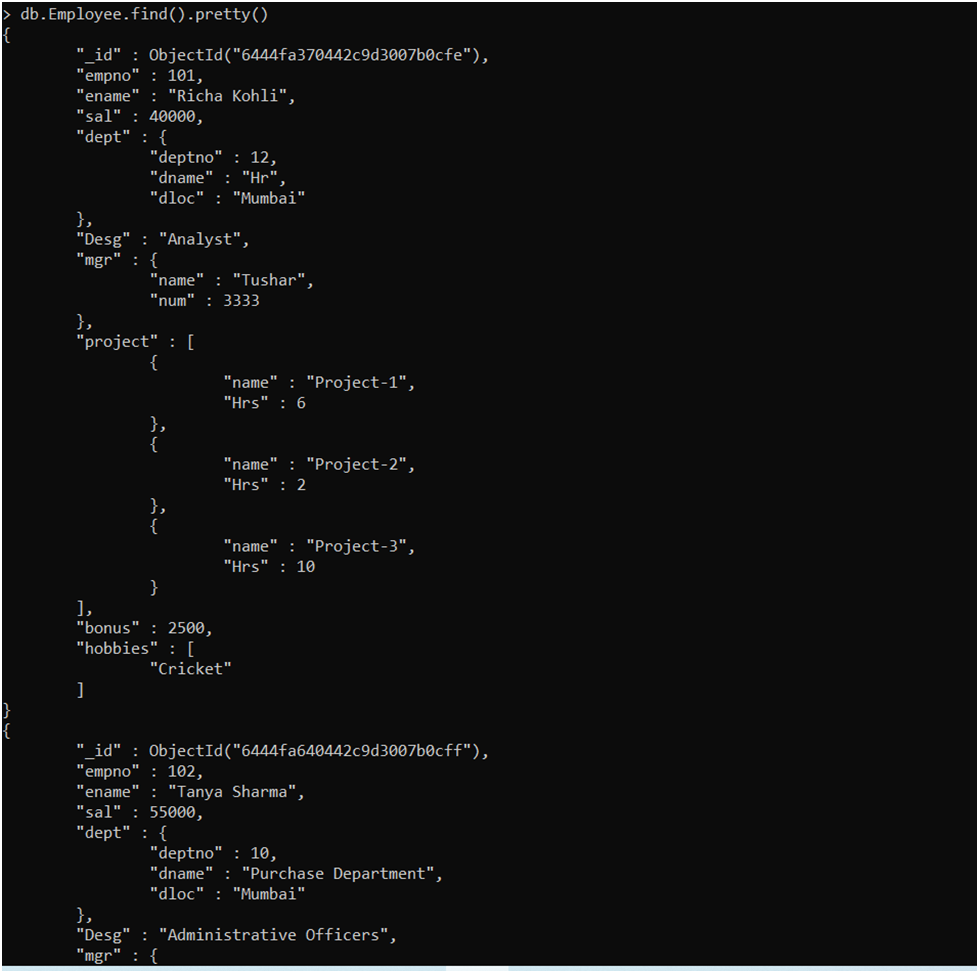 > db.Employee.find().pretty()
{
        "_id" : ObjectId("6444fa370442c9d3007b0cfe"),
        "empno" : 101,
        "ename" : "Richa Kohli",
        "sal" : 40000,
        "dept" : {
                "deptno" : 12,
                "dname" : "Hr",
                "dloc" : "Mumbai"
        },
        "Desg" : "Analyst",
        "mgr" : {
                "name" : "Tushar",
                "num" : 3333
        },
        "project" : [
                {
                        "name" : "Project-1",
                        "Hrs" : 6
                },
                {
                        "name" : "Project-2",
                        "Hrs" : 2
                },
                {
                        "name" : "Project-3",
                        "Hrs" : 10
                }
        ],
        "bonus" : 2500,
        "hobbies" : [
                "Cricket"
        ]
}
{
        "_id" : ObjectId("6444fa640442c9d3007b0cff"),
        "empno" : 102,
        "ename" : "Tanya Sharma",
        "sal" : 55000,
        "dept" : {
                "deptno" : 10,
                "dname" : "Purchase Department",
                "dloc" : "Mumbai"
        },
        "Desg" : "Administrative Officers",
        "mgr" : {